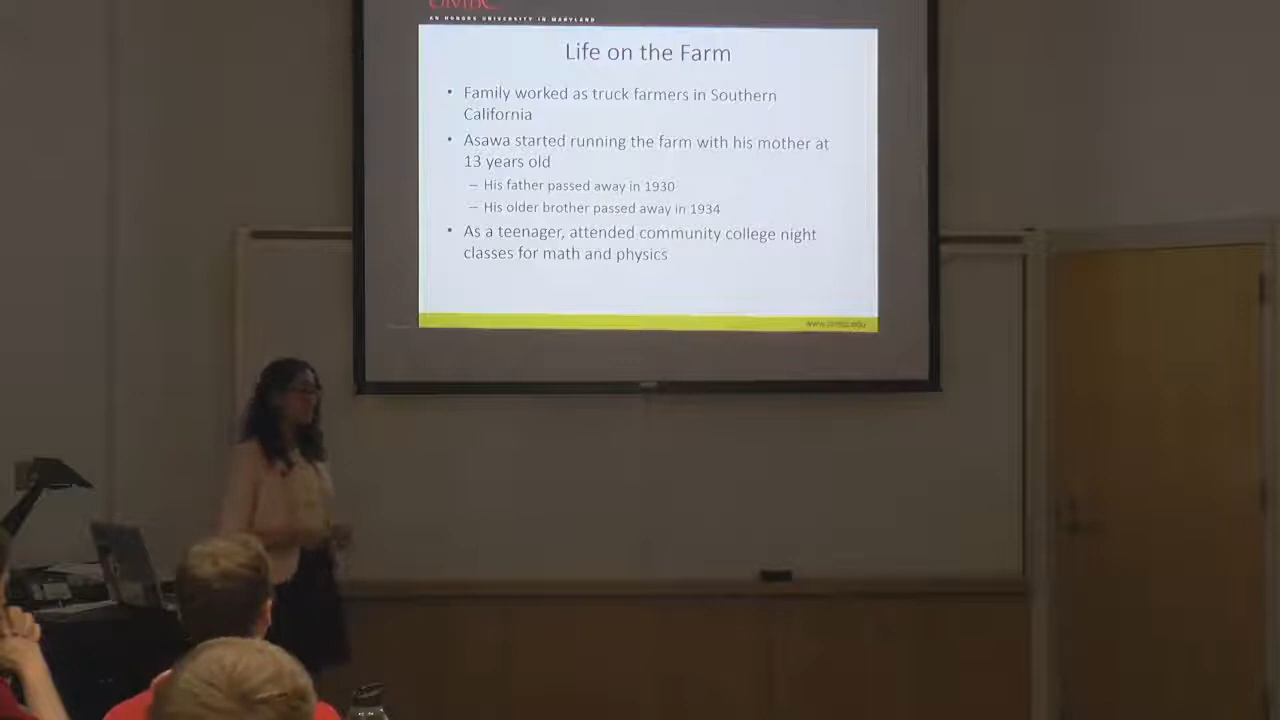 UMBC
AN HONORS UNIVERSITY IN MARYLAND
Life on the Farm
• Family worked as truck farmers in Southern
California
• Asawa started running the farm with his mother at
13 years old
– His father passed away in 1930
– His older brother passed away in 1934
• As a teenager, attended community college night
classes for math and physics
www.umbc.edu